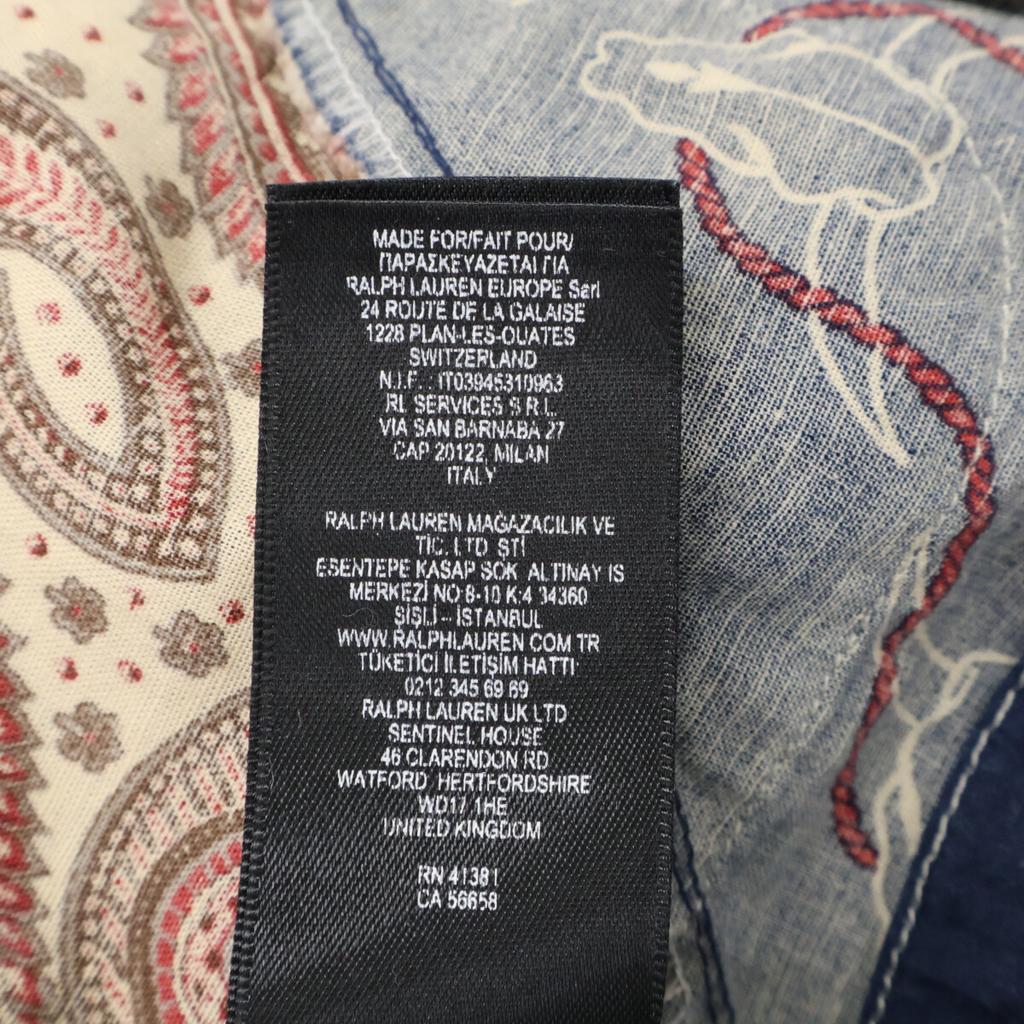 MADE FOR/FAIT POUR/
ΠΑΡΑΣΚΕΥΑΖΕΤΑΙ ΓΙΑ
RALPH LAUREN EUROPE Sarl
24 ROUTE DE LA GALAISE
1228 PLAN-LES-OUATES
SWITZERLAND
N.I.F. : IT03945310963
RL SERVICES S.R.L.
VIA SAN BARNABA 27
CAP 20122, MILAN
ITALY
RALPH LAUREN MAĞAZACILIK VE
TİC. LTD. ŞTİ
ESENTEPE KASAP SOK. ALTINAY IS
MERKEZİ NO:8-10 K:4 34360
ŞİŞLİ – İSTANBUL
WWW.RALPHLAUREN.COM.TR
TÜKETİCİ İLETİŞİM HATTI
0212 345 69 69
RALPH LAUREN UK LTD
SENTINEL HOUSE
46 CLARENDON RD
WATFORD, HERTFORDSHIRE
WD17 1HE
UNITED KINGDOM
RN 41381
CA 56658